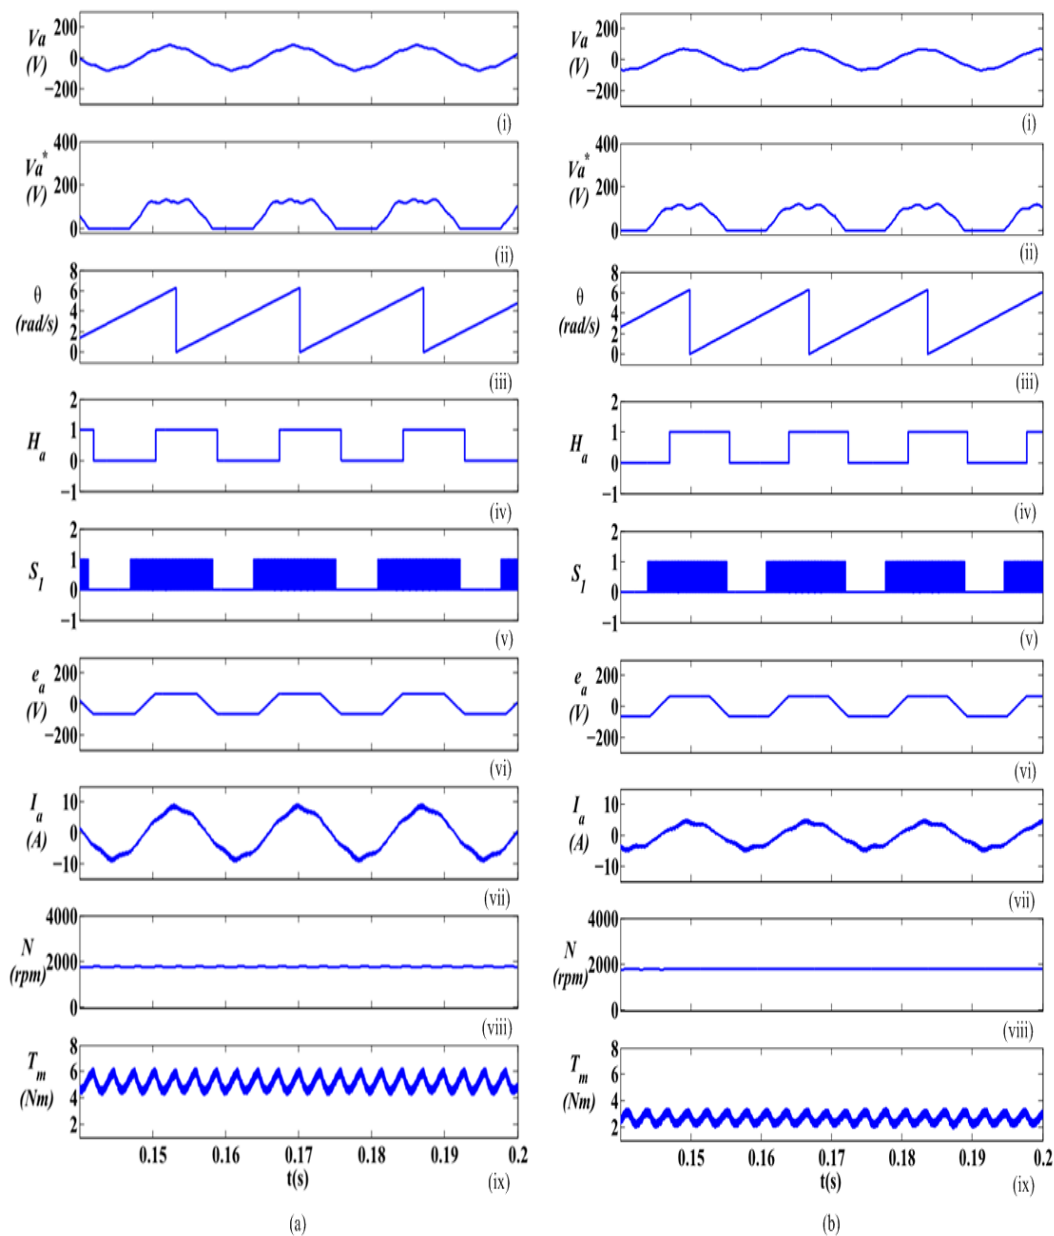 Va
(V)
200
0
−200
(i)
Va*
(V)
400
200
0
(ii)
θ
(rad/s)
8
6
4
2
0
(iii)
Ha
2
1
0
−1
(iv)
S1
2
1
0
−1
(v)
ea
(V)
200
0
−200
(vi)
Ia
(A)
10
0
−10
(vii)
N
(rpm)
4000
2000
0
(viii)
Tm
(Nm)
8
6
4
2
0.15 0.16 0.17 0.18 0.19 0.2
t(s)
(ix)
(a)
Va
(V)
200
0
−200
(i)
Va*
(V)
400
200
0
(ii)
θ
(rad/s)
8
6
4
2
0
(iii)
Ha
2
1
0
−1
(iv)
S1
2
1
0
−1
(v)
ea
(V)
200
0
−200
(vi)
Ia
(A)
10
0
−10
(vii)
N
(rpm)
4000
2000
0
(viii)
Tm
(Nm)
8
6
4
2
0.15 0.16 0.17 0.18 0.19 0.2
t(s)
(ix)
(b)